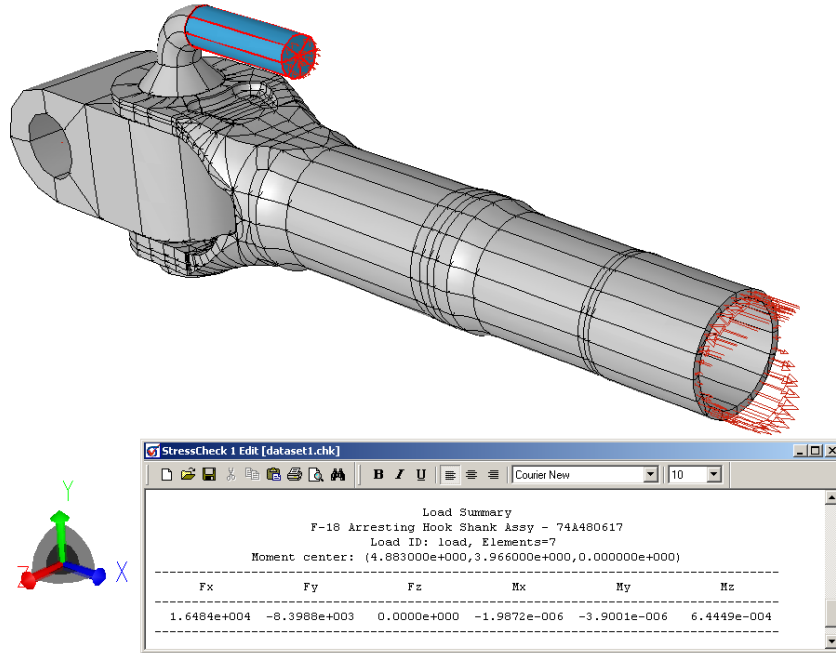 Y
Z
X
StressCheck 1 Edit [dataset1.chk]
B I U Courier New 10
Load Summary
F-18 Arresting Hook Shank Assy - 74A480617
Load ID: load, Elements=7
Moment center: (4.883000e+000,3.966000e+000,0.000000e+000)
Fx Fy Fz Mx My Mz
1.6484e+004 -8.3988e+003 0.0000e+000 -1.9872e-006 -3.9001e-006 6.4449e-004